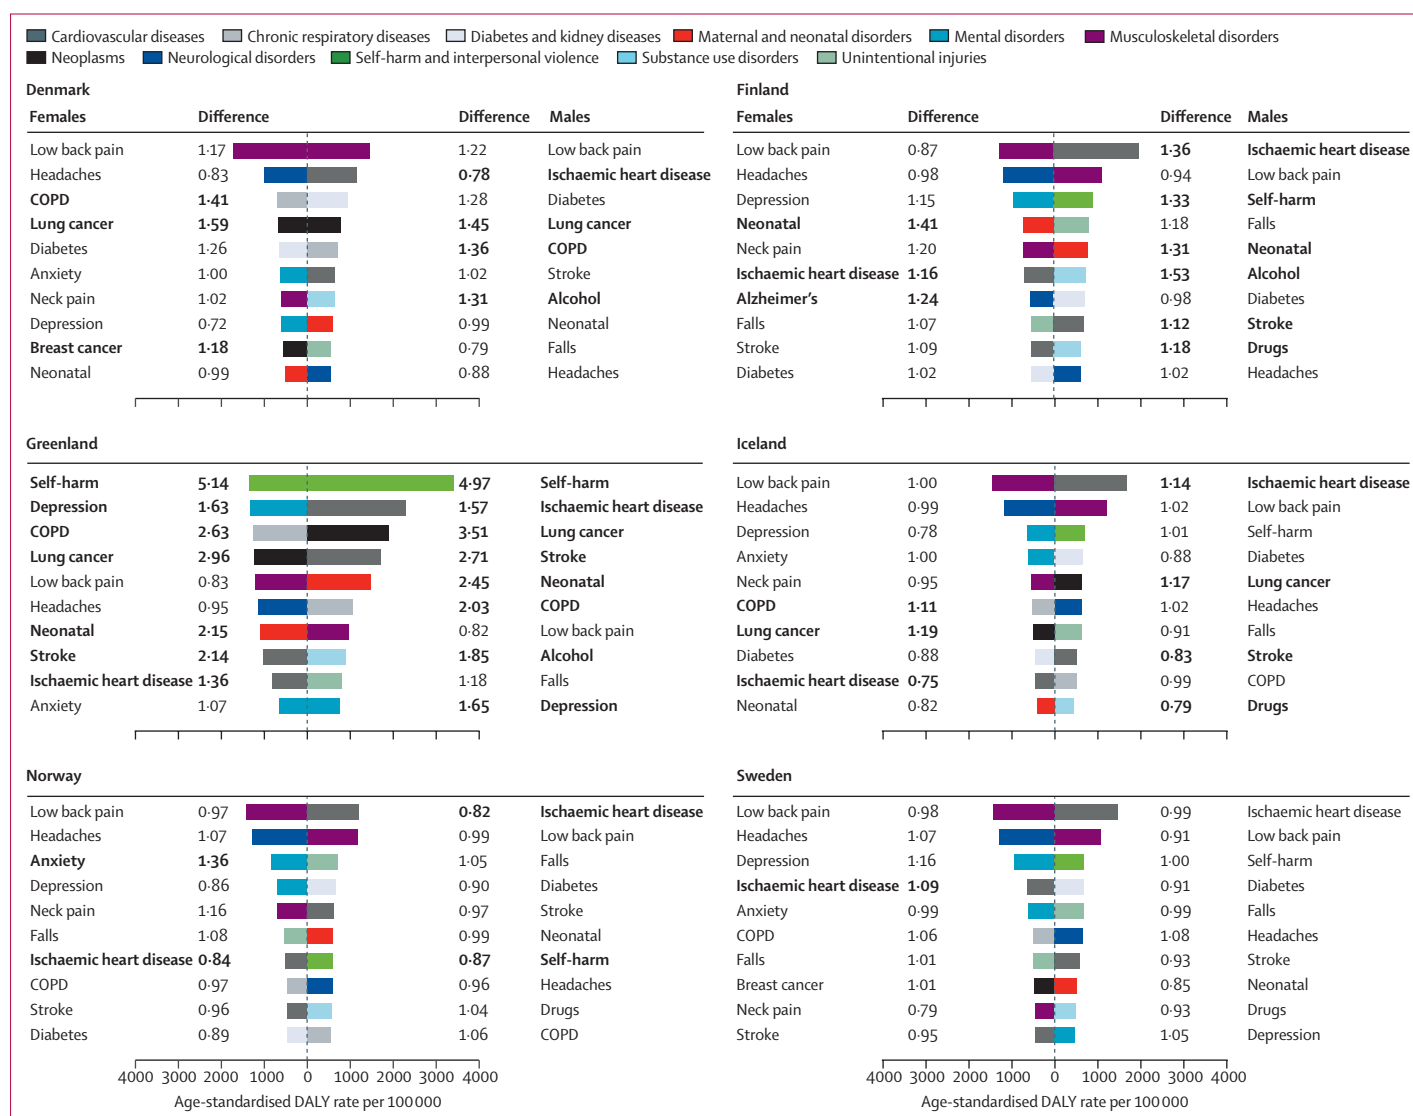 Cardiovascular diseases Chronic respiratory diseases Diabetes and kidney diseases Maternal and neonatal disorders Mental disorders Musculoskeletal disorders
Neoplasms Neurological disorders Self-harm and interpersonal violence Substance use disorders Unintentional injuries
Denmark
Females Difference Difference Males
Low back pain 1·17 1·22 Low back pain
Headaches 0·83 0·78 Ischaemic heart disease
COPD 1·41 1·28 Diabetes
Lung cancer 1·59 1·45 Lung cancer
Diabetes 1·26 1·36 COPD
Anxiety 1·00 1·02 Stroke
Neck pain 1·02 1·31 Alcohol
Depression 0·72 0·99 Neonatal
Breast cancer 1·18 0·79 Falls
Neonatal 0·99 0·88 Headaches
Finland
Females Difference Difference Males
Low back pain 0·87 1·36 Ischaemic heart disease
Headaches 0·98 0·94 Low back pain
Depression 1·15 1·33 Self-harm
Neonatal 1·41 1·18 Falls
Neck pain 1·20 1·31 Neonatal
Ischaemic heart disease 1·16 1·53 Alcohol
Alzheimer's 1·24 0·98 Diabetes
Falls 1·07 1·12 Stroke
Stroke 1·09 1·18 Drugs
Diabetes 1·02 1·02 Headaches
4000 3000 2000 1000 0 1000 2000 3000 4000
Greenland
Self-harm 5·14 4·97 Self-harm
Depression 1·63 1·57 Ischaemic heart disease
COPD 2·63 3·51 Lung cancer
Lung cancer 2·96 2·71 Stroke
Low back pain 0·83 2·45 Neonatal
Headaches 0·95 2·03 COPD
Neonatal 2·15 0·82 Low back pain
Stroke 2·14 1·85 Alcohol
Ischaemic heart disease 1·36 1·18 Falls
Anxiety 1·07 1·65 Depression
Iceland
Low back pain 1·00 1·14 Ischaemic heart disease
Headaches 0·99 1·02 Low back pain
Depression 0·78 1·01 Self-harm
Anxiety 1·00 0·88 Diabetes
Neck pain 0·95 1·17 Lung cancer
COPD 1·11 1·02 Headaches
Lung cancer 1·19 0·91 Falls
Diabetes 0·88 0·83 Stroke
Ischaemic heart disease 0·75 0·99 COPD
Neonatal 0·82 0·79 Drugs
Norway
Low back pain 0·97 0·82 Ischaemic heart disease
Headaches 1·07 0·99 Low back pain
Anxiety 1·36 1·05 Falls
Depression 0·86 0·90 Diabetes
Neck pain 1·16 0·97 Stroke
Falls 1·08 0·99 Neonatal
Ischaemic heart disease 0·84 0·87 Self-harm
COPD 0·97 0·96 Headaches
Stroke 0·96 1·04 Drugs
Diabetes 0·89 1·06 COPD
4000 3000 2000 1000 0 1000 2000 3000 4000
Age-standardised DALY rate per 100 000
Sweden
Low back pain 0·98 0·99 Ischaemic heart disease
Headaches 1·07 0·91 Low back pain
Depression 1·16 1·00 Self-harm
Ischaemic heart disease 1·09 0·91 Diabetes
Anxiety 0·99 0·99 Falls
COPD 1·06 1·08 Headaches
Falls 1·01 0·93 Stroke
Breast cancer 1·01 0·85 Neonatal
Neck pain 0·79 0·93 Drugs
Stroke 0·95 1·05 Depression
4000 3000 2000 1000 0 1000 2000 3000 4000
Age-standardised DALY rate per 100 000